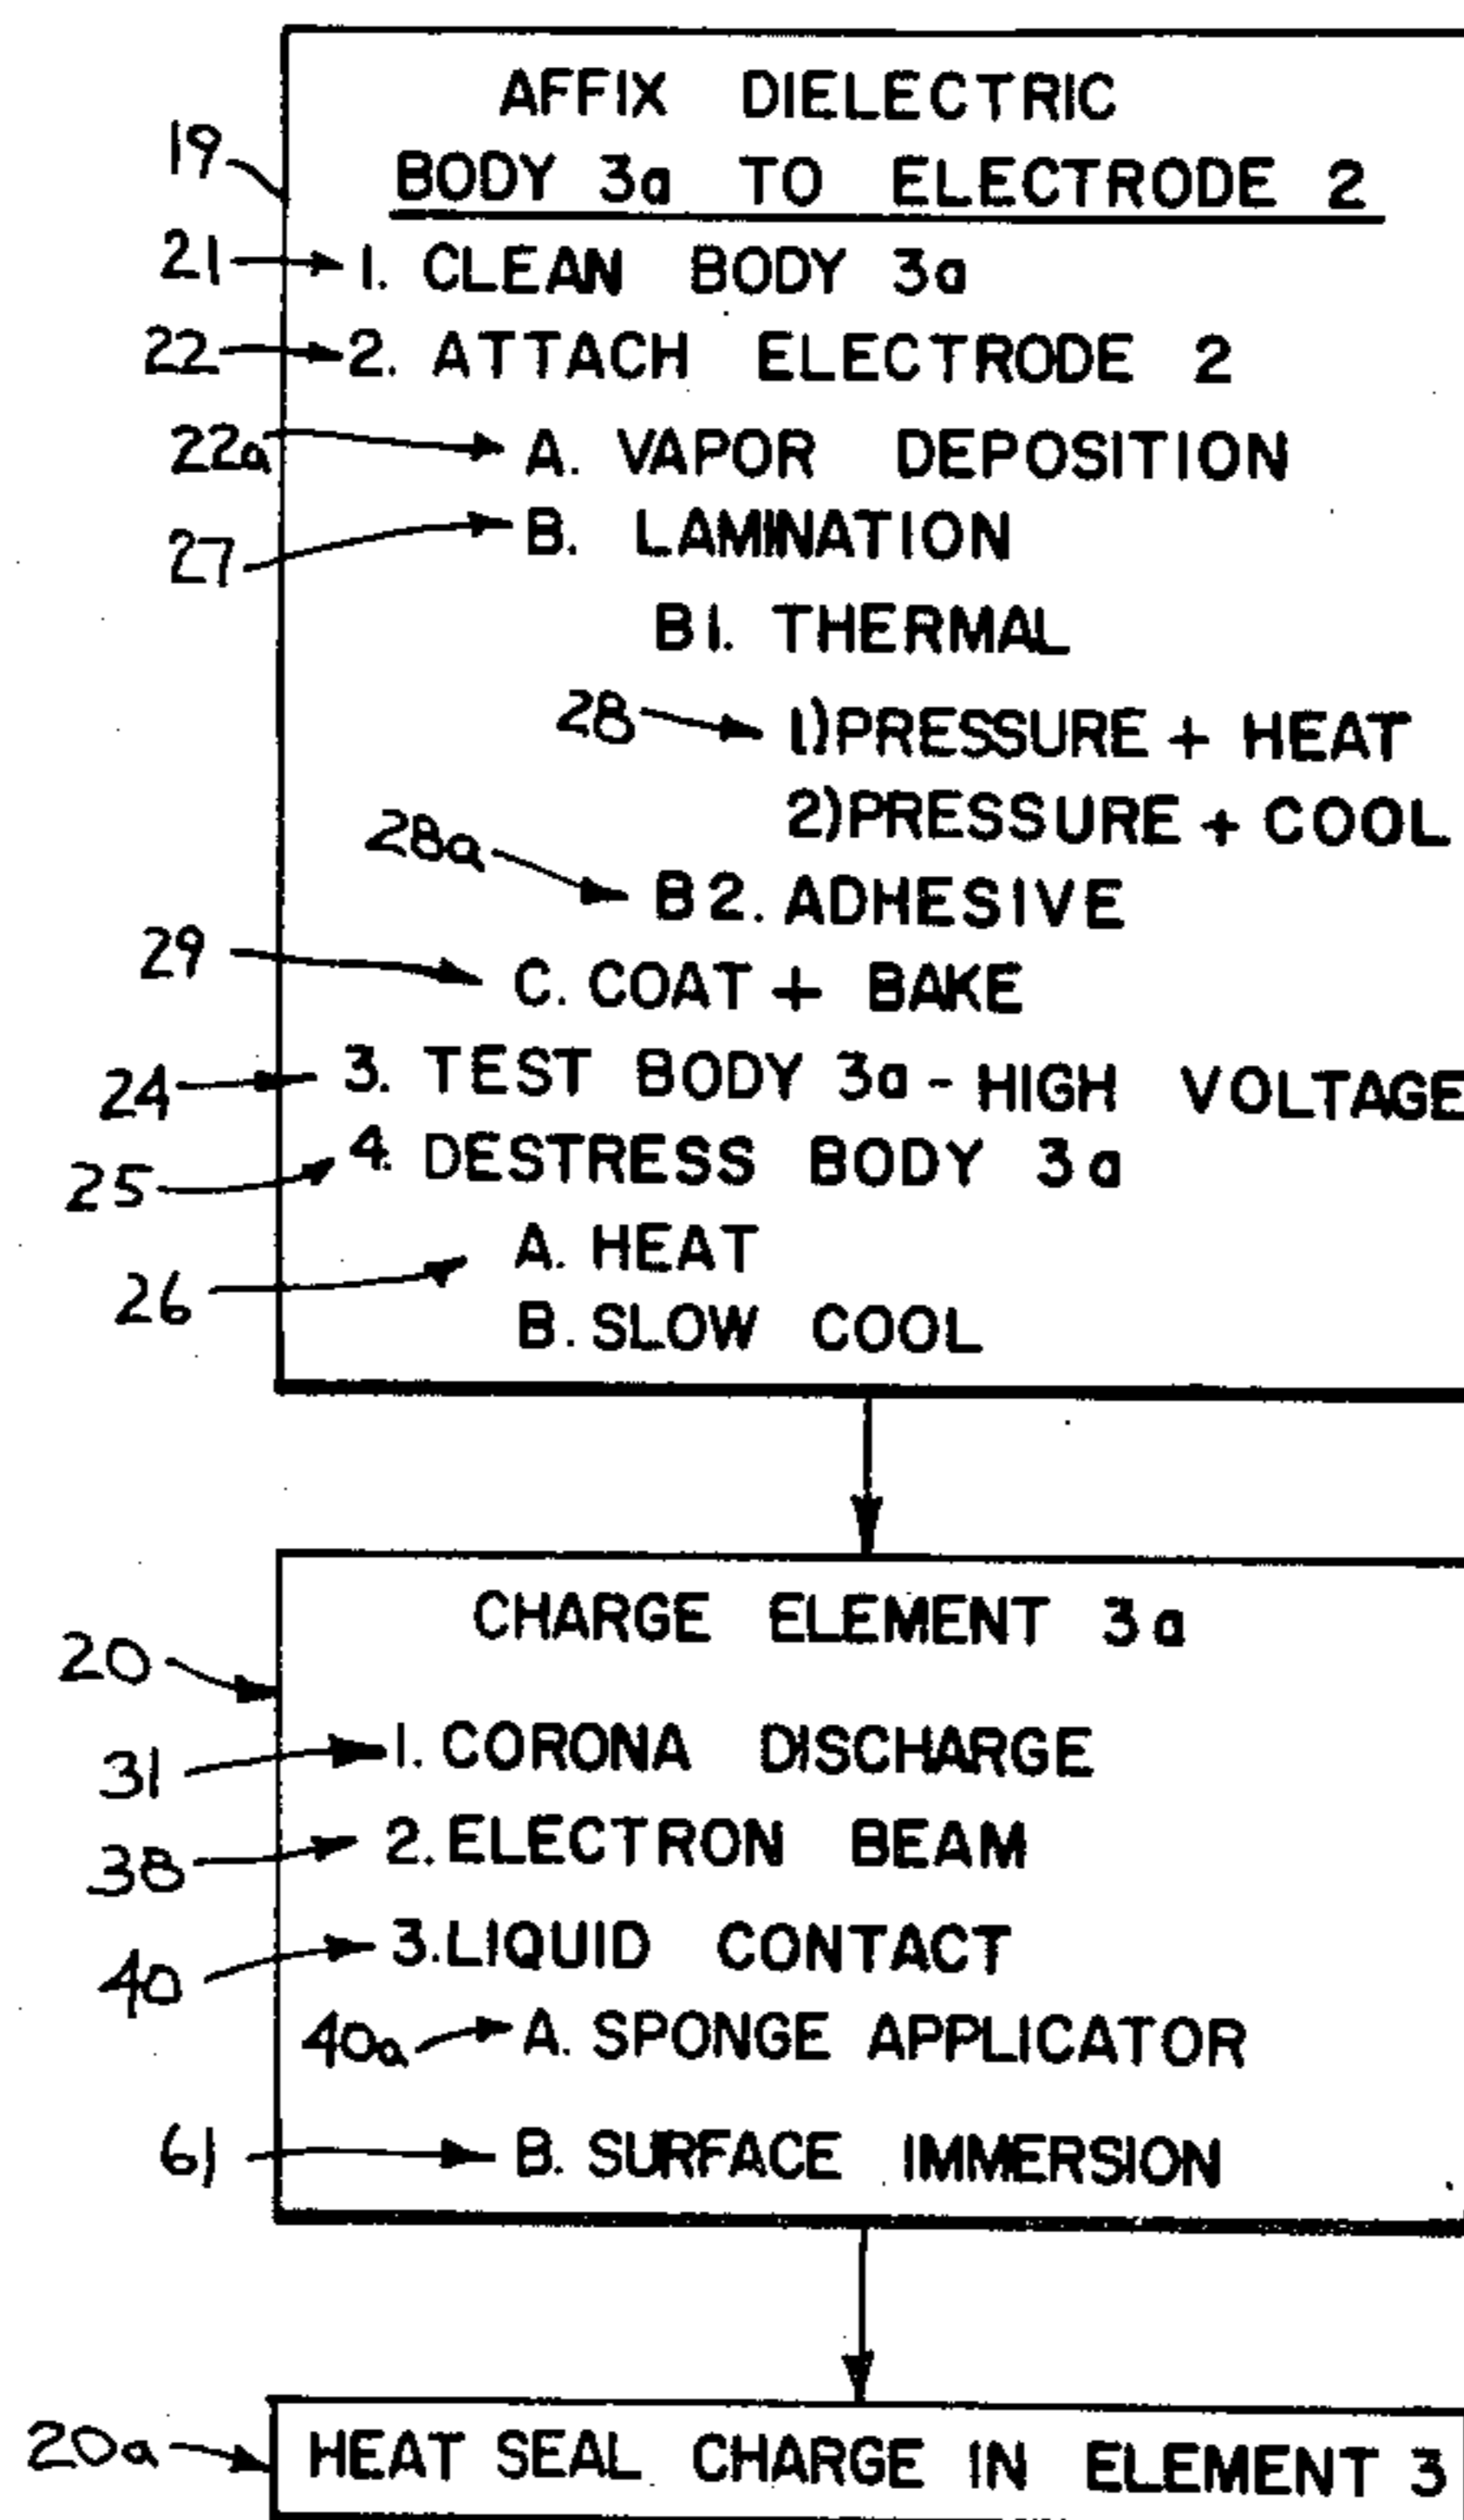 AFFIX DIELECTRIC
19 BODY 3a TO ELECTRODE 2
21 1. CLEAN BODY 3a
22 2. ATTACH ELECTRODE 2
22a A. VAPOR DEPOSITION
27 B. LAMINATION
B1. THERMAL
28 1) PRESSURE + HEAT
2) PRESSURE + COOL
28a B2. ADHESIVE
29 C. COAT + BAKE
24 3. TEST BODY 3a - HIGH VOLTAGE
25 4. DESTRESS BODY 3a
26 A. HEAT
B. SLOW COOL
CHARGE ELEMENT 3a
20
31 1. CORONA DISCHARGE
38 2. ELECTRON BEAM
40 3. LIQUID CONTACT
40a A. SPONGE APPLICATOR
61 B. SURFACE IMMERSION
20a HEAT SEAL CHARGE IN ELEMENT 3